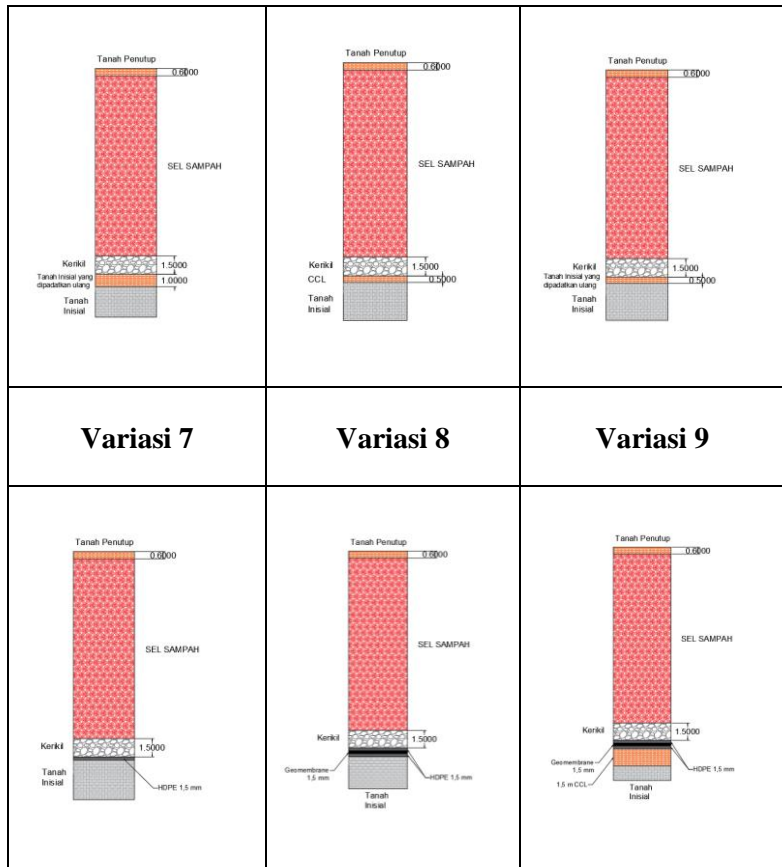 Tanah Penutup
0.6000
SEL SAMPAH
Kerikil
1.5000
Tanah Inisial yang
dipadatkan ulang
1.0000
Tanah
Inisial
Tanah Penutup
0.6000
SEL SAMPAH
Kerikil
1.5000
CCL
0.5000
Tanah
Inisial
Tanah Penutup
0.6000
SEL SAMPAH
Kerikil
1.5000
Tanah Inisial yang
dipadatkan ulang
0.5000
Tanah
Inisial
Variasi 7
Variasi 8
Variasi 9
Tanah Penutup
0.6000
SEL SAMPAH
Kerikil
1.5000
Tanah
Inisial
HDPE 1,5 mm
Tanah Penutup
0.6000
SEL SAMPAH
Kerikil
1.5000
Geomembrane
1,5 mm
HDPE 1,5 mm
Tanah
Inisial
Tanah Penutup
0.6000
SEL SAMPAH
Kerikil
1.5000
Geomembrane
1,5 mm
HDPE 1,5 mm
1,5 m CCL
Tanah
Inisial